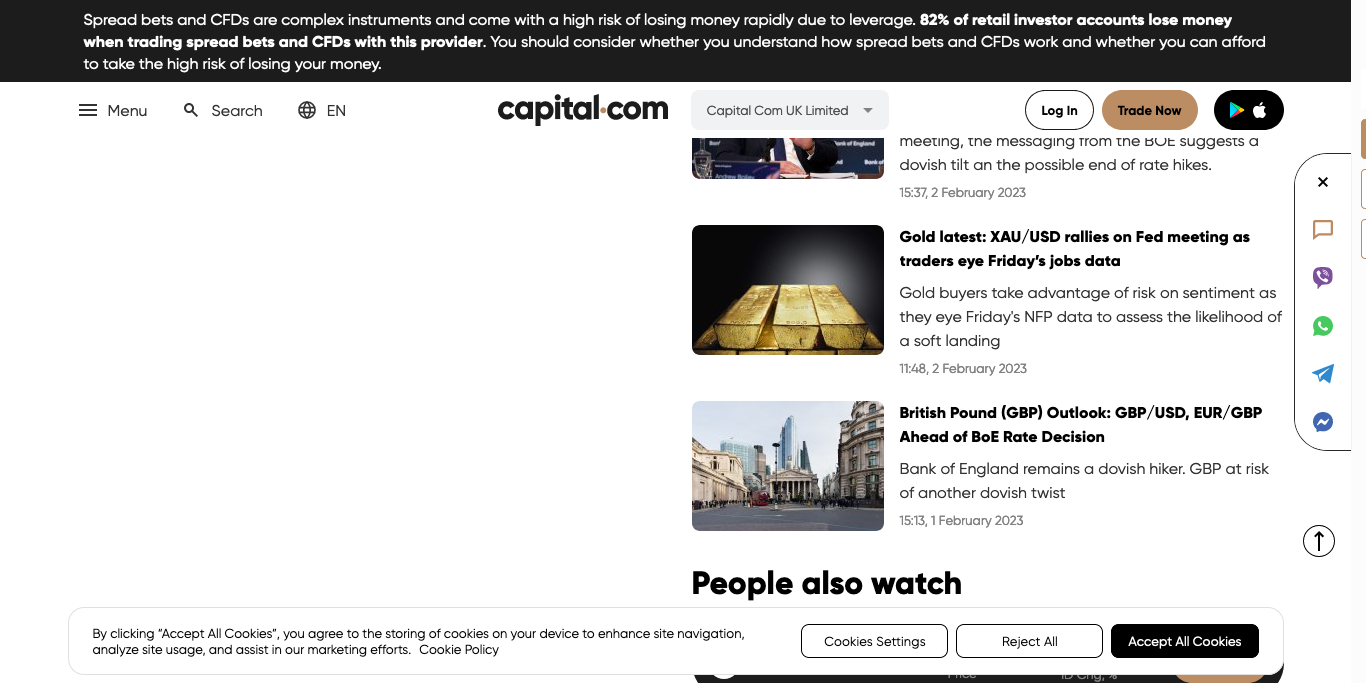 Spread bets and CFDs are complex instruments and come with a high risk of losing money rapidly due to leverage. 82% of retail investor accounts lose money
when trading spread bets and CFDs with this provider. You should consider whether you understand how spread bets and CFDs work and whether you can afford
to take the high risk of losing your money.
Menu Search EN capital.com Capital Com UK Limited Log In Trade Now
meeting, the messaging from the BOE suggests a
dovish tilt an the possible end of rate hikes.
15:37, 2 February 2023
Gold latest: XAU/USD rallies on Fed meeting as
traders eye Friday’s jobs data
Gold buyers take advantage of risk on sentiment as
they eye Friday's NFP data to assess the likelihood of
a soft landing
11:48, 2 February 2023
British Pound (GBP) Outlook: GBP/USD, EUR/GBP
Ahead of BoE Rate Decision
Bank of England remains a dovish hiker. GBP at risk
of another dovish twist
15:13, 1 February 2023
People also watch
By clicking “Accept All Cookies”, you agree to the storing of cookies on your device to enhance site navigation,
analyze site usage, and assist in our marketing efforts. Cookie Policy
Cookies Settings Reject All Accept All Cookies
Price 1D Chg, %